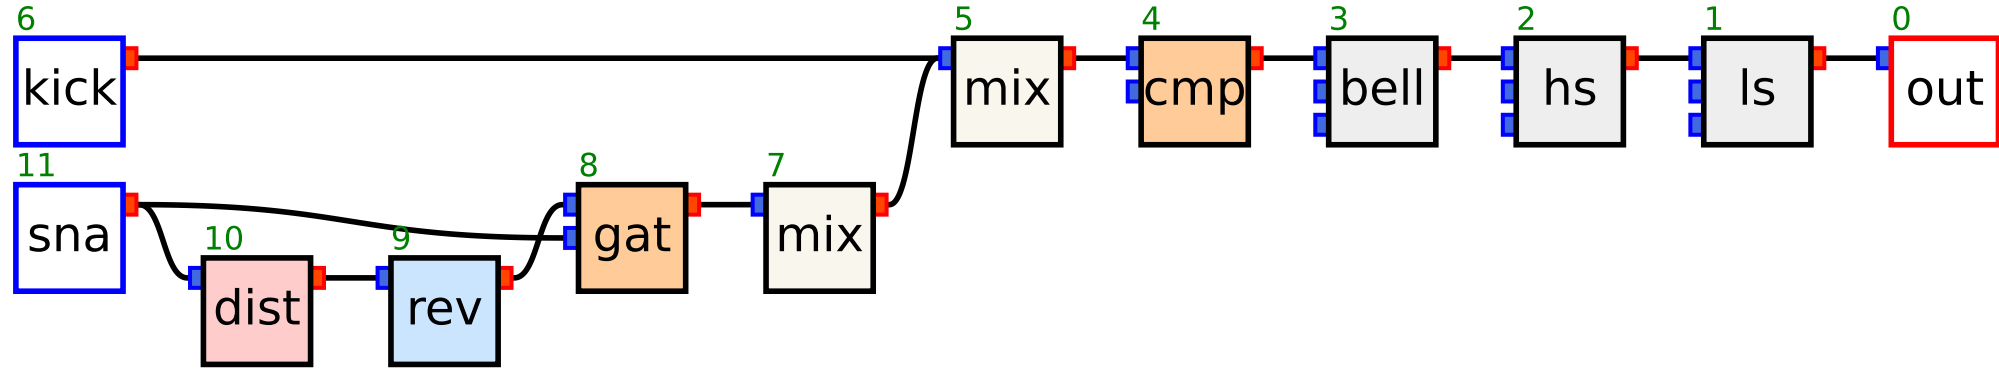 6 5 4 3 2 1 0
kick mix cmp bell hs ls out
11 8 7
sna gat mix
10 9
dist rev